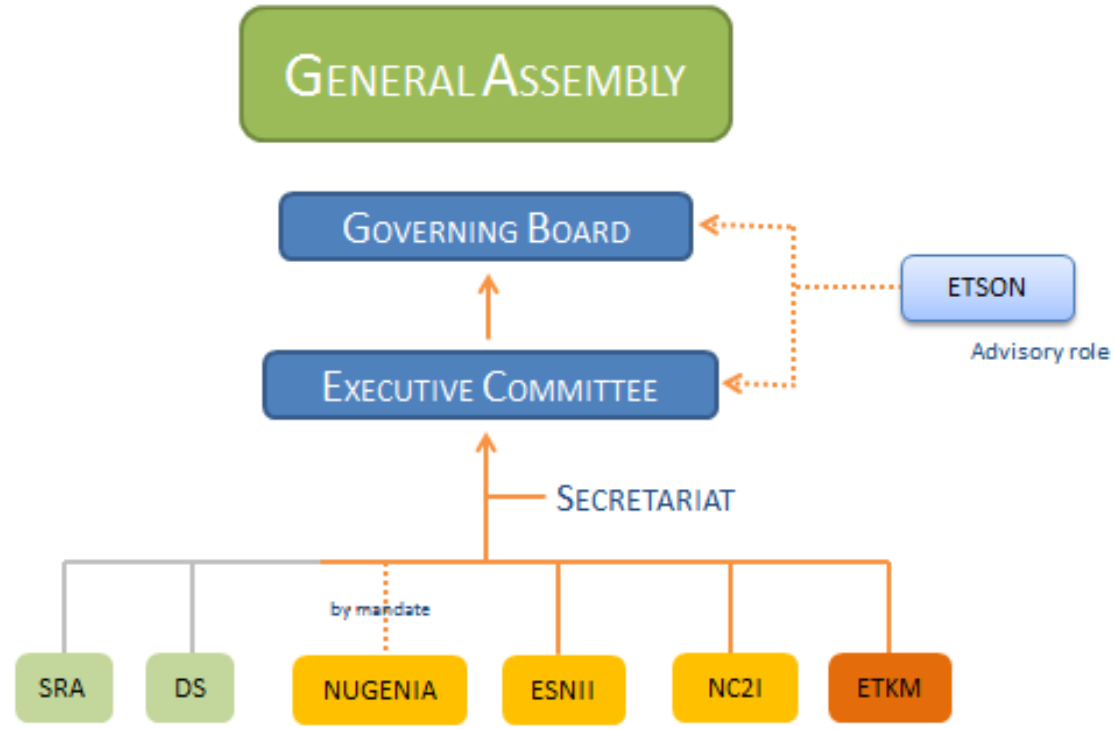 GENERAL ASSEMBLY
GOVERNING BOARD
ETSON
Advisory role
EXECUTIVE COMMITTEE
SECRETARIAT
by mandate
SRA
DS
NUGENIA
ESNII
NC2I
ETKM